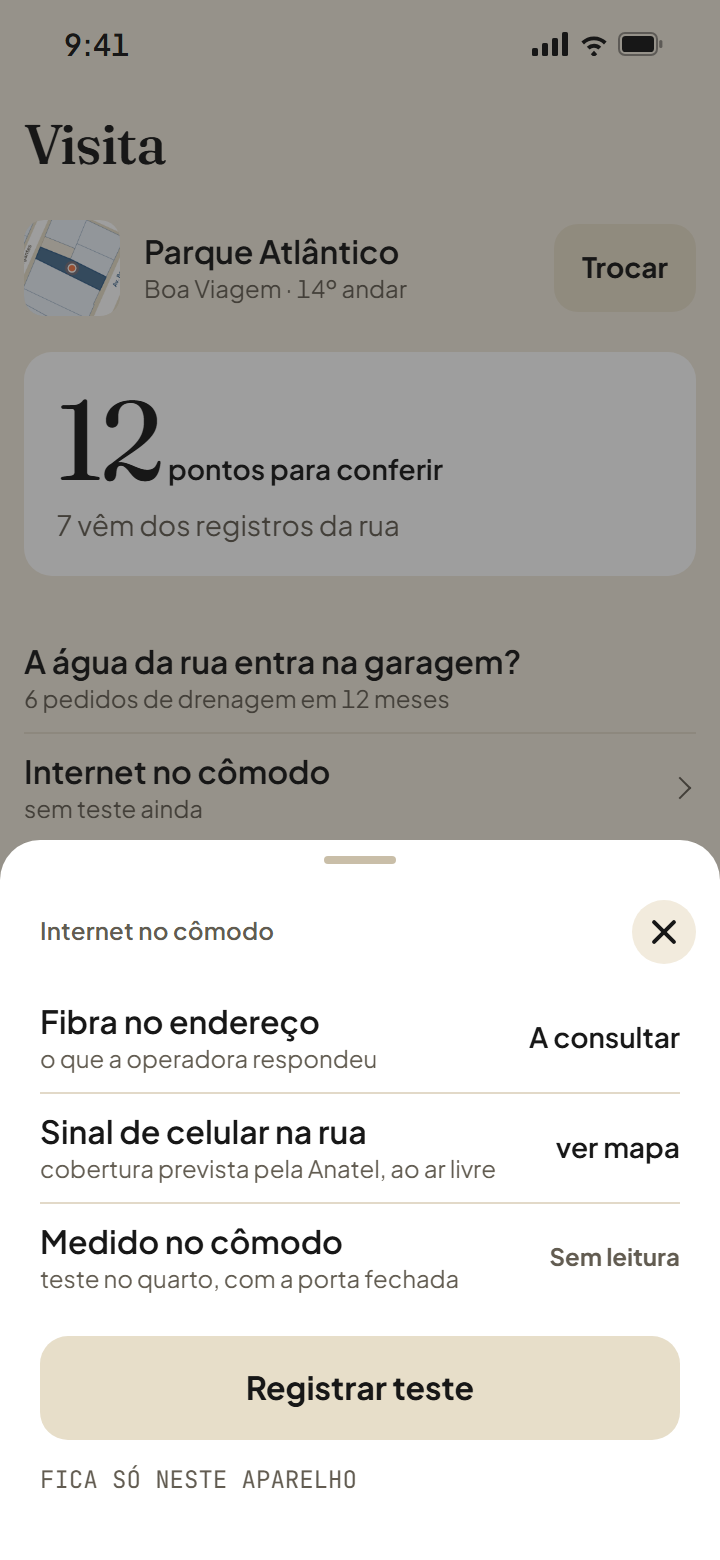 9:41
Visita
Parque Atlântico
Boa Viagem · 14º andar
Trocar
12 pontos para conferir
7 vêm dos registros da rua
A água da rua entra na garagem?
6 pedidos de drenagem em 12 meses
Internet no cômodo
sem teste ainda
Internet no cômodo
Fibra no endereço
o que a operadora respondeu
A consultar
Sinal de celular na rua
cobertura prevista pela Anatel, ao ar livre
ver mapa
Medido no cômodo
teste no quarto, com a porta fechada
Sem leitura
Registrar teste
FICA SÓ NESTE APARELHO